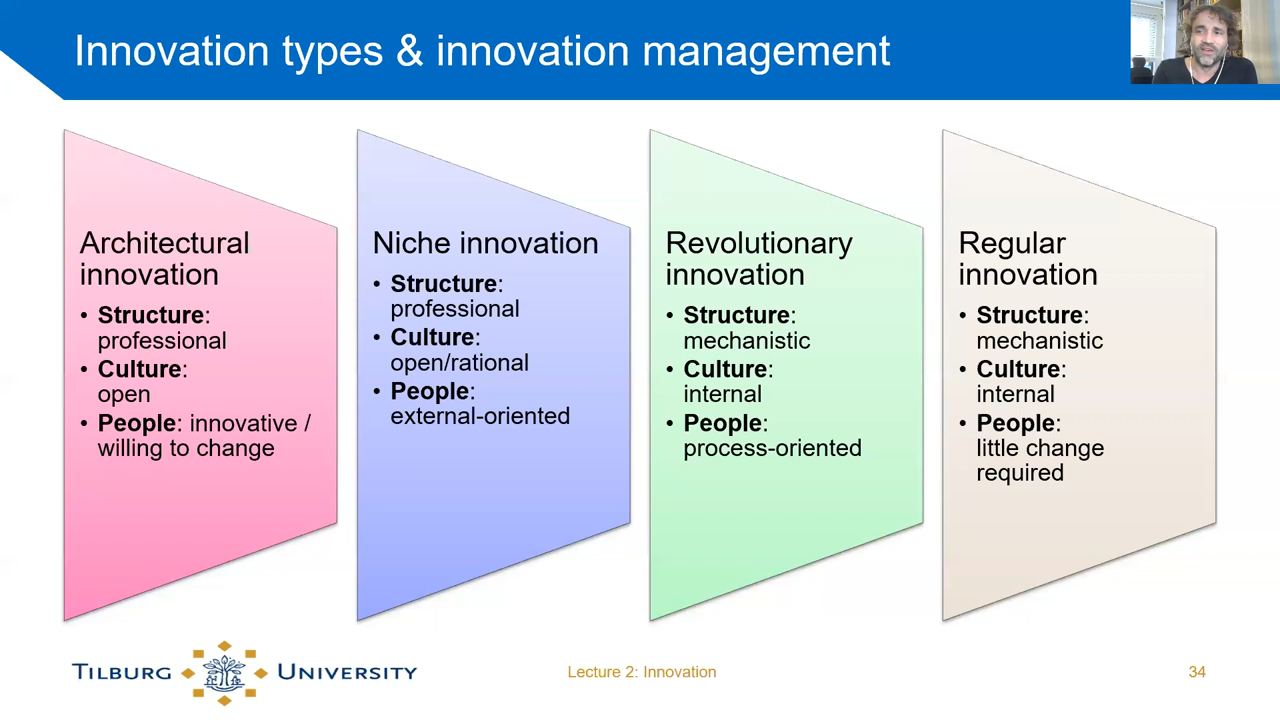 Innovation types & innovation management
Architectural
innovation
• Structure:
professional
• Culture:
open
• People: innovative /
willing to change
Niche innovation
• Structure:
professional
• Culture:
open/rational
• People:
external-oriented
Revolutionary
innovation
• Structure:
mechanistic
• Culture:
internal
• People:
process-oriented
Regular
innovation
• Structure:
mechanistic
• Culture:
internal
• People:
little change
required
TILBURG UNIVERSITY
Lecture 2: Innovation
34